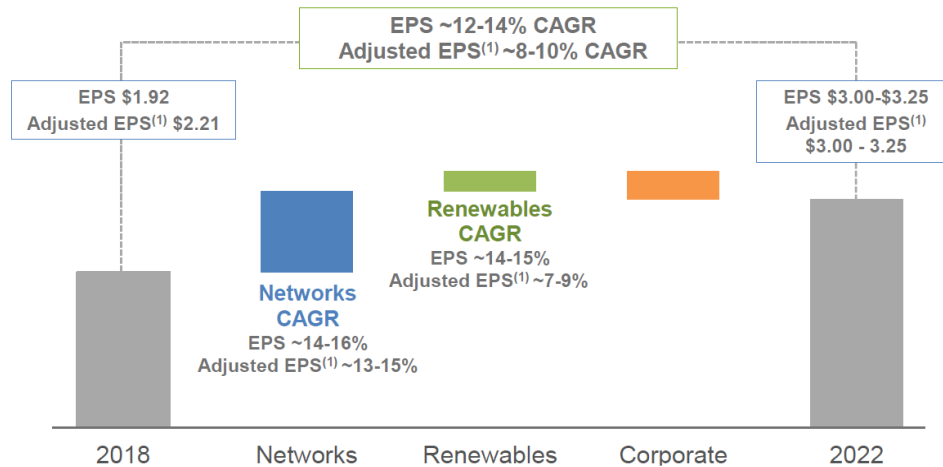 EPS ~12-14% CAGR
Adjusted EPS(1) ~8-10% CAGR
EPS $1.92
Adjusted EPS(1) $2.21
EPS $3.00-$3.25
Adjusted EPS(1)
$3.00 - 3.25
Renewables
CAGR
EPS ~14-15%
Adjusted EPS(1) ~7-9%
Networks
CAGR
EPS ~14-16%
Adjusted EPS(1) ~13-15%
2018
Networks
Renewables
Corporate
2022